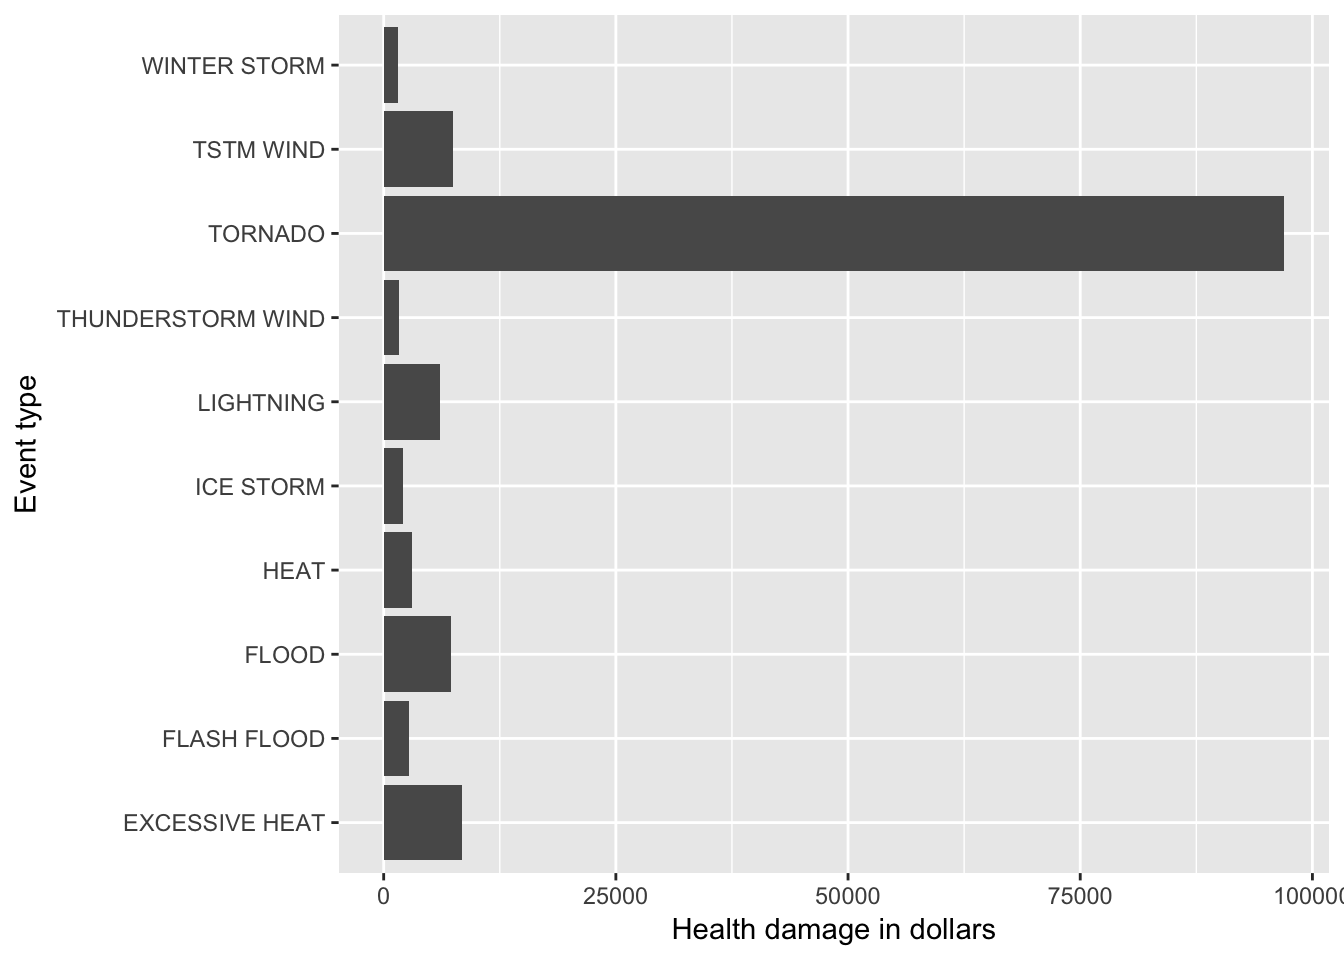 WINTER STORM
TSTM WIND
TORNADO
THUNDERSTORM WIND
LIGHTNING
ICE STORM
HEAT
FLOOD
FLASH FLOOD
EXCESSIVE HEAT
Event type
0 25000 50000 75000
Health damage in dollars